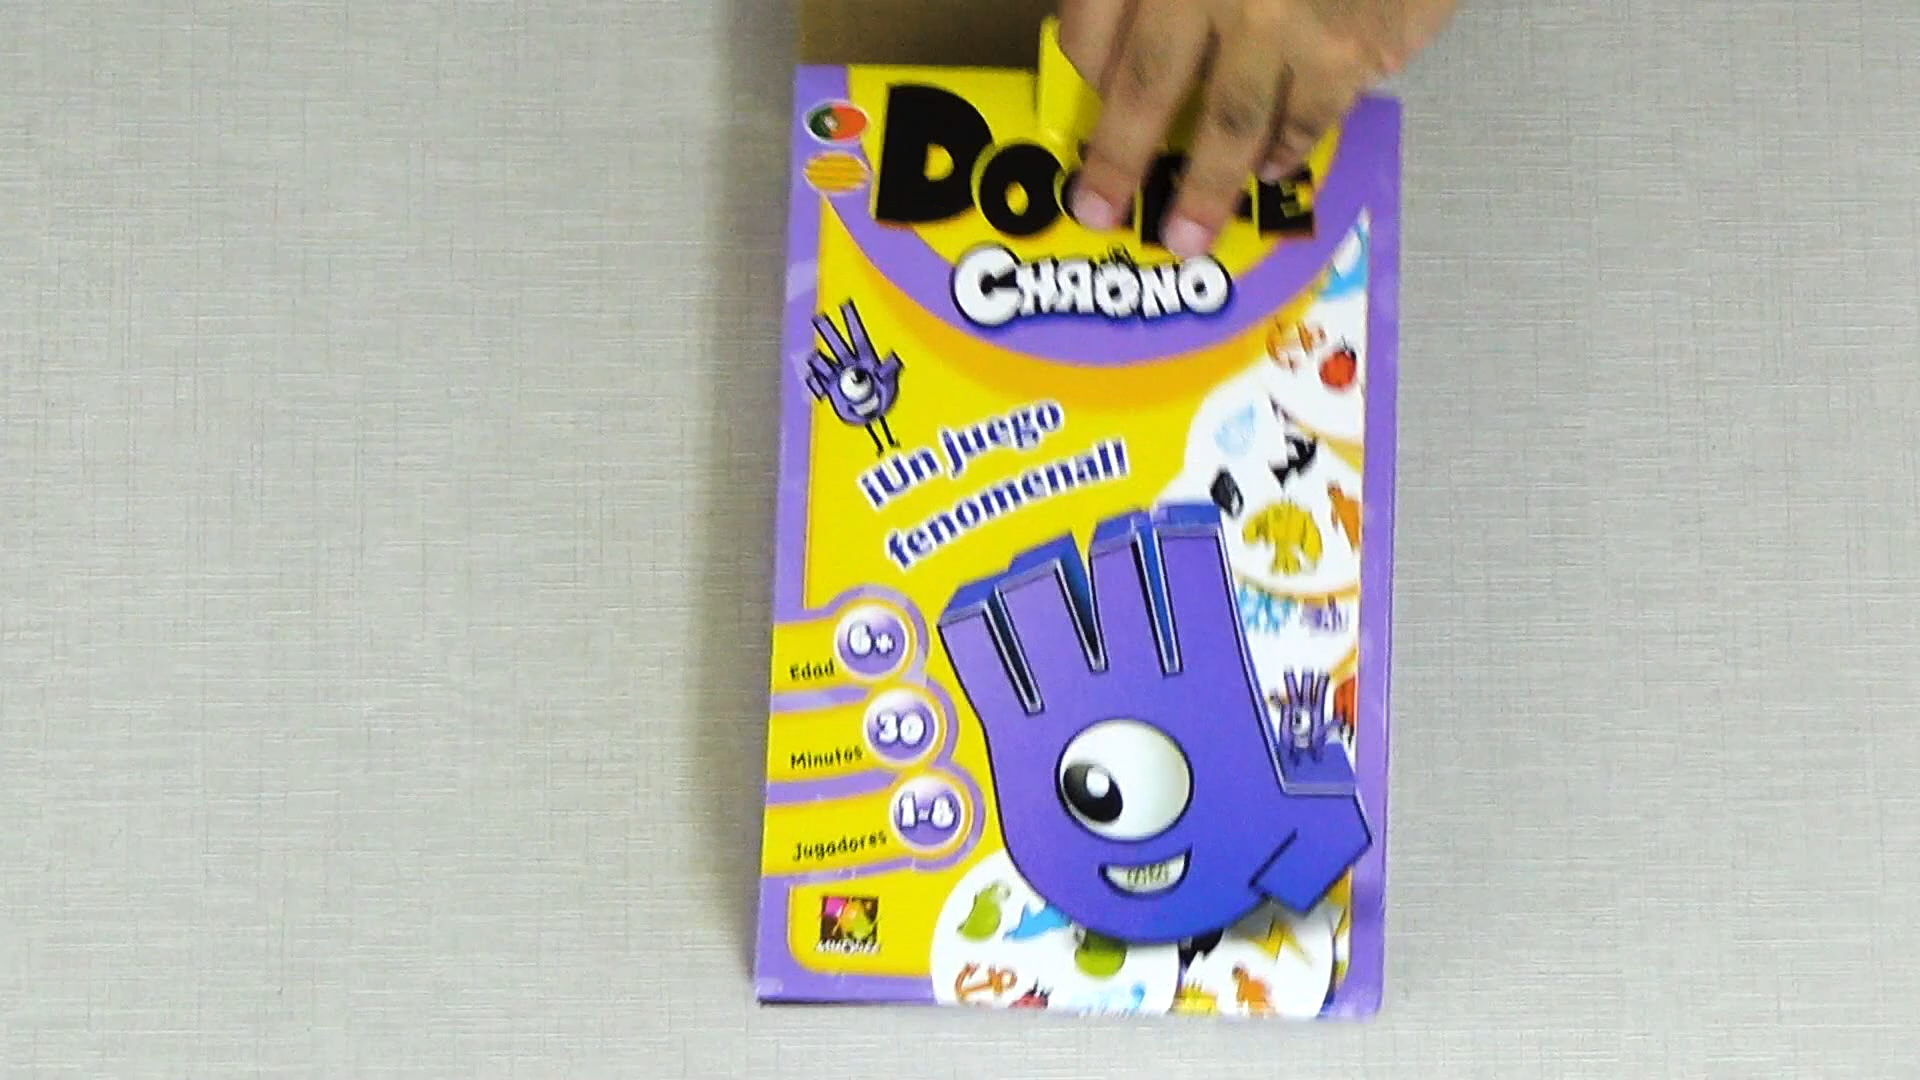 CHRONO
¡Un juego
fenomenal!
6+
Edad
30
Minutos
1-8
Jugadores